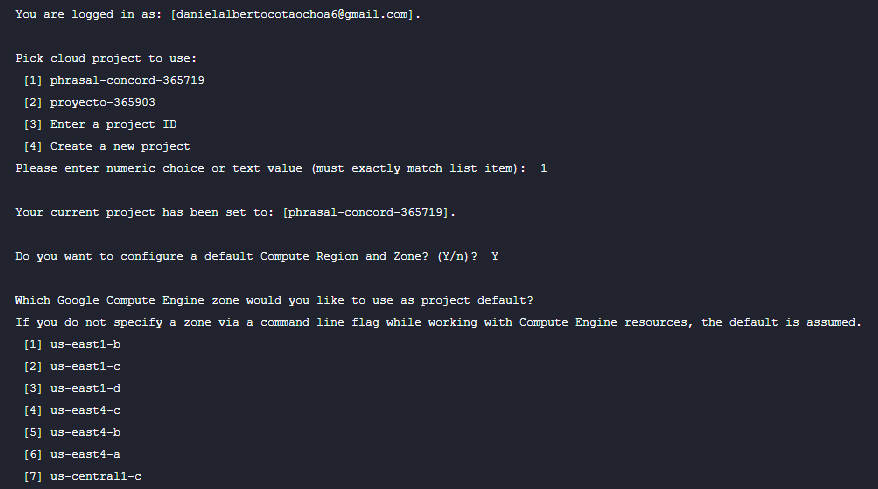 You are logged in as: [danielalbertocotaochoa6@gmail.com].
Pick cloud project to use:
[1] phrasal-concord-365719
[2] proyecto-365903
[3] Enter a project ID
[4] Create a new project
Please enter numeric choice or text value (must exactly match list item):  1
Your current project has been set to: [phrasal-concord-365719].
Do you want to configure a default Compute Region and Zone? (Y/n)?  Y
Which Google Compute Engine zone would you like to use as project default?
If you do not specify a zone via a command line flag while working with Compute Engine resources, the default is assumed.
[1] us-east1-b
[2] us-east1-c
[3] us-east1-d
[4] us-east4-c
[5] us-east4-b
[6] us-east4-a
[7] us-central1-c